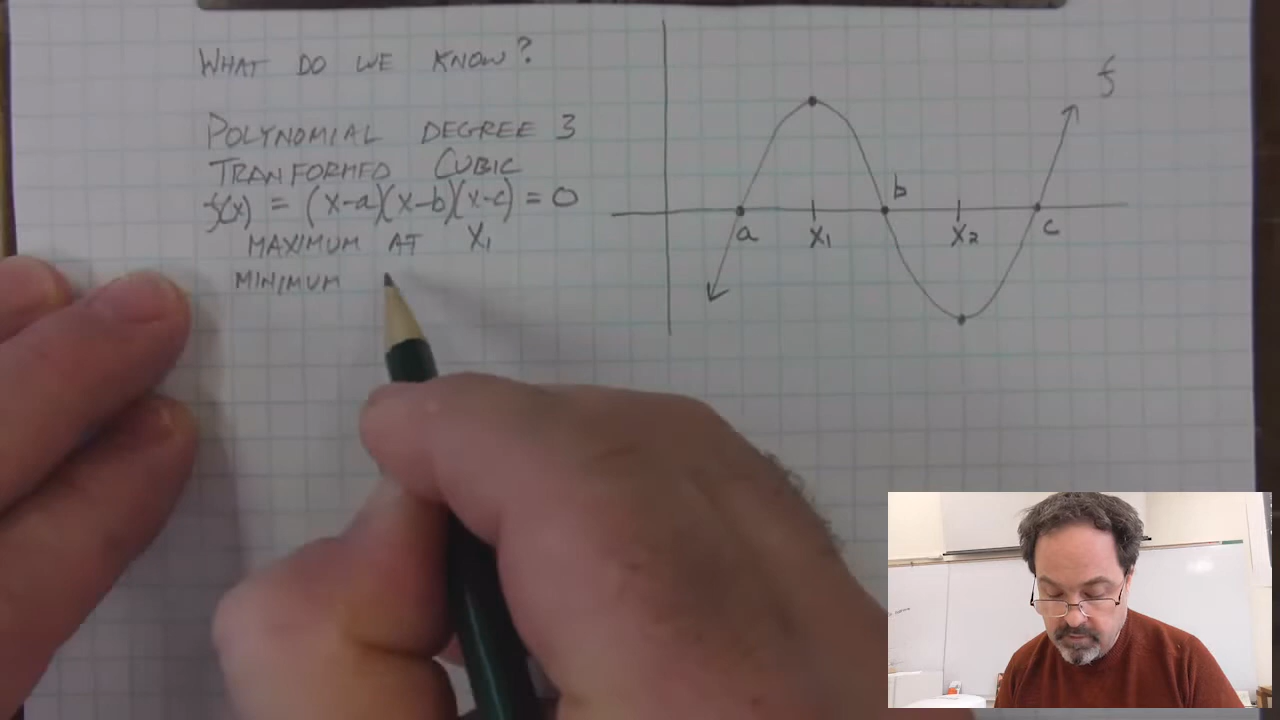 WHAT DO WE KNOW?
POLYNOMIAL DEGREE 3
TRANFORMED CUBIC
f(x) = (x-a)(x-b)(x-c) = 0
MAXIMUM AT X₁
MINIMUM
f
b
a X₁ X₂ c